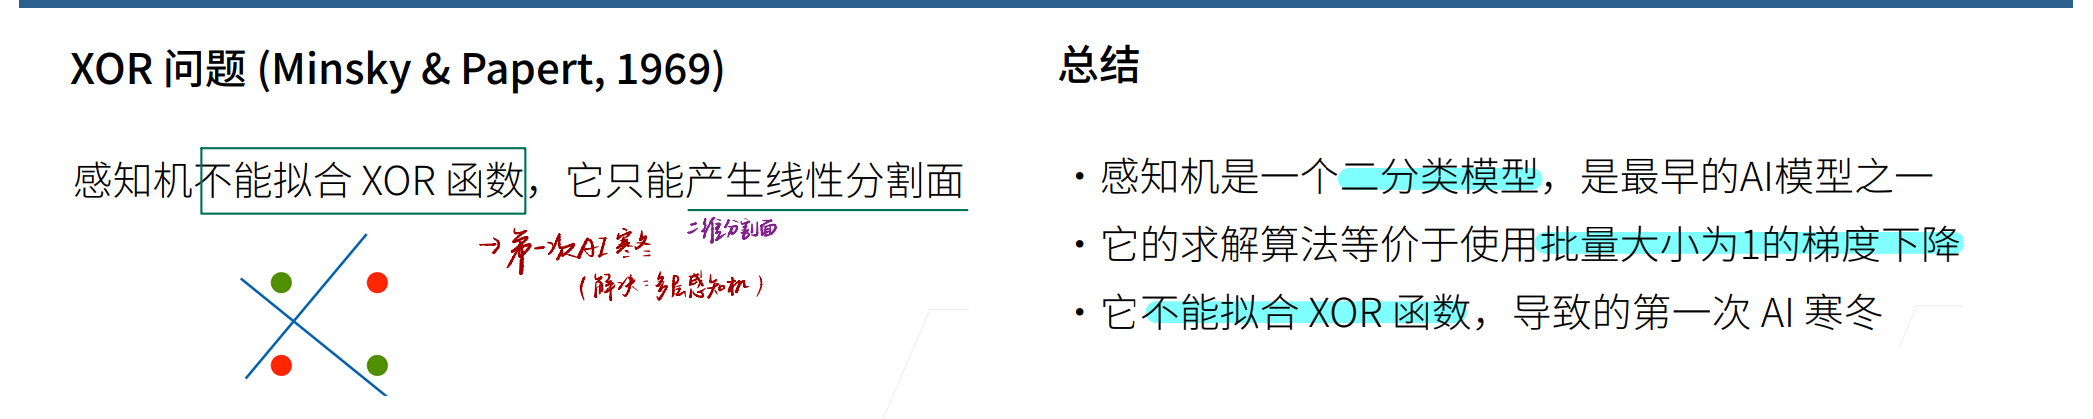 XOR 问题 (Minsky & Papert, 1969)
感知机不能拟合 XOR 函数，它只能产生线性分割面
二维分割面
→第一次AI寒冬
(解决：多层感知机)
总结
• 感知机是一个二分类模型，是最早的AI模型之一
• 它的求解算法等价于使用批量大小为1的梯度下降
• 它不能拟合 XOR 函数，导致的第一次 AI 寒冬